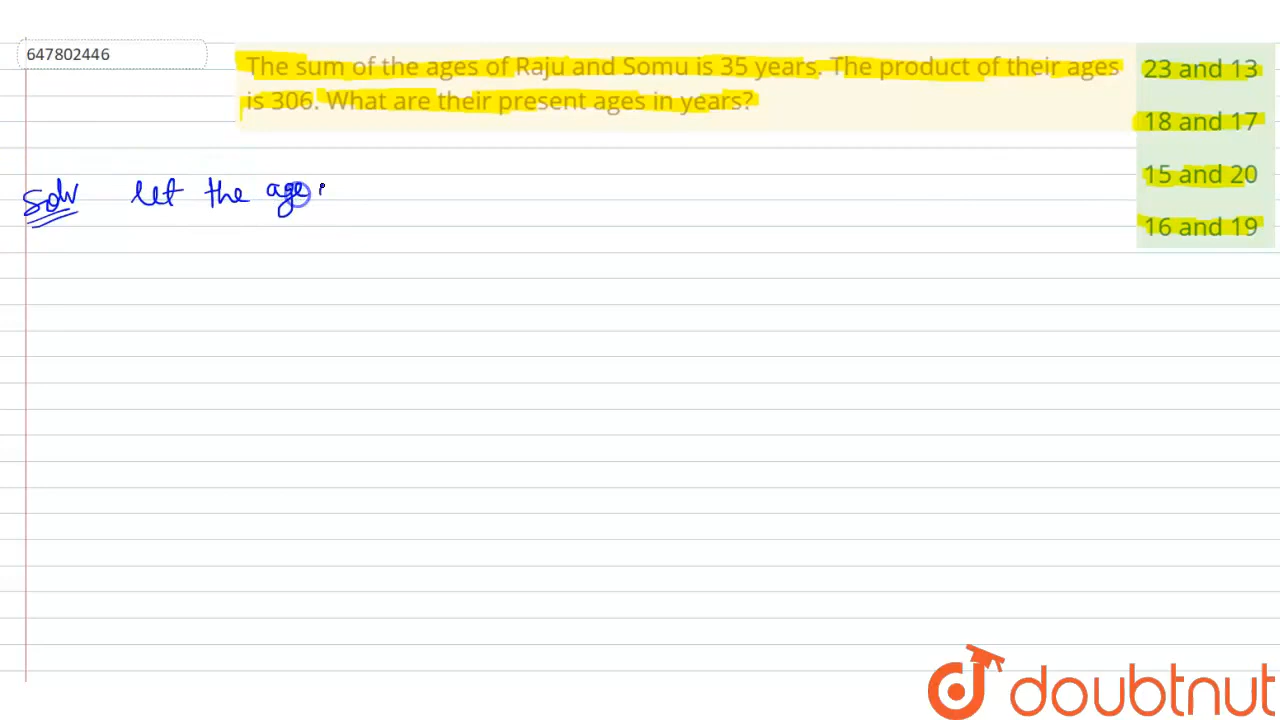 647802446
The sum of the ages of Raju and Somu is 35 years. The product of their ages
is 306. What are their present ages in years?
23 and 13
18 and 17
15 and 20
16 and 19
Soln let the age
doubtnut